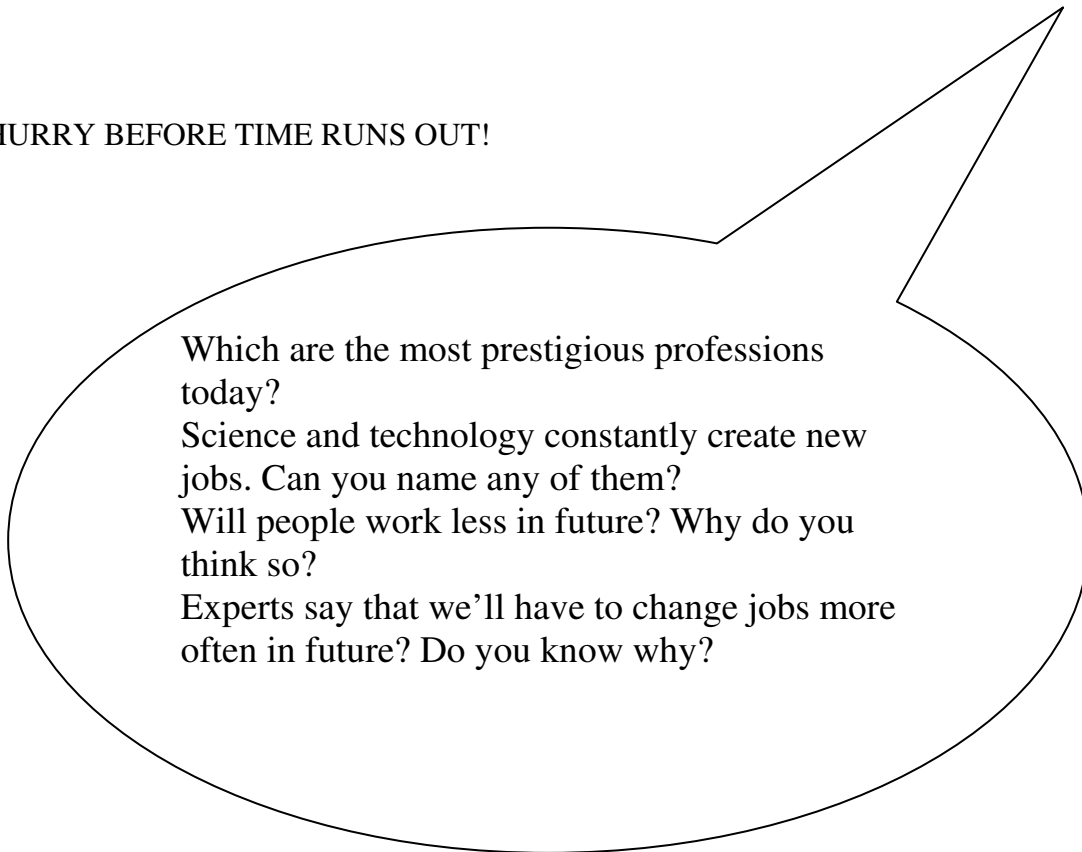 HURRY BEFORE TIME RUNS OUT!
Which are the most prestigious professions
today?
Science and technology constantly create new
jobs. Can you name any of them?
Will people work less in future? Why do you
think so?
Experts say that we’ll have to change jobs more
often in future? Do you know why?